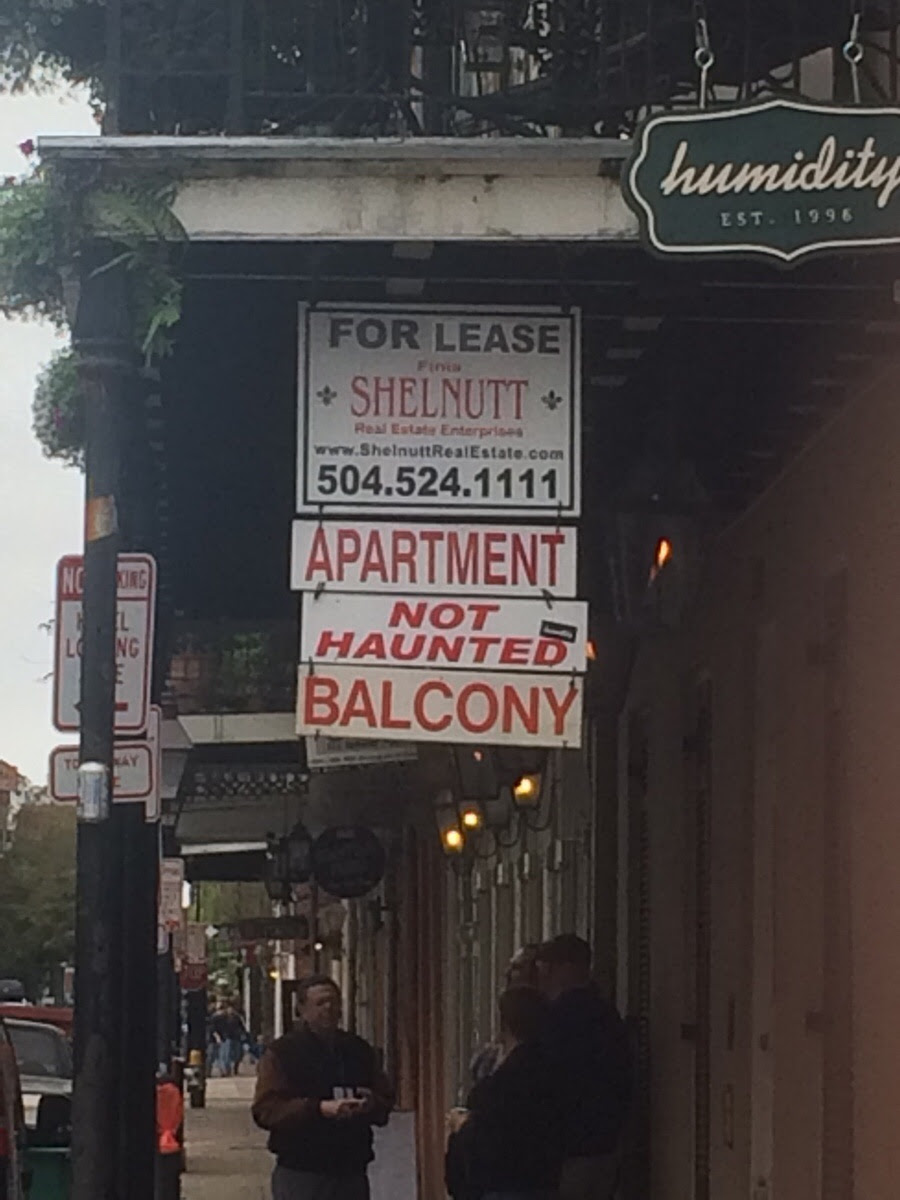 humidity
EST. 1996
FOR LEASE
Finis
SHELNUTT
Real Estate Enterprises
www.ShelnuttRealEstate.com
504.524.1111
APARTMENT
NOT
HAUNTED
BALCONY